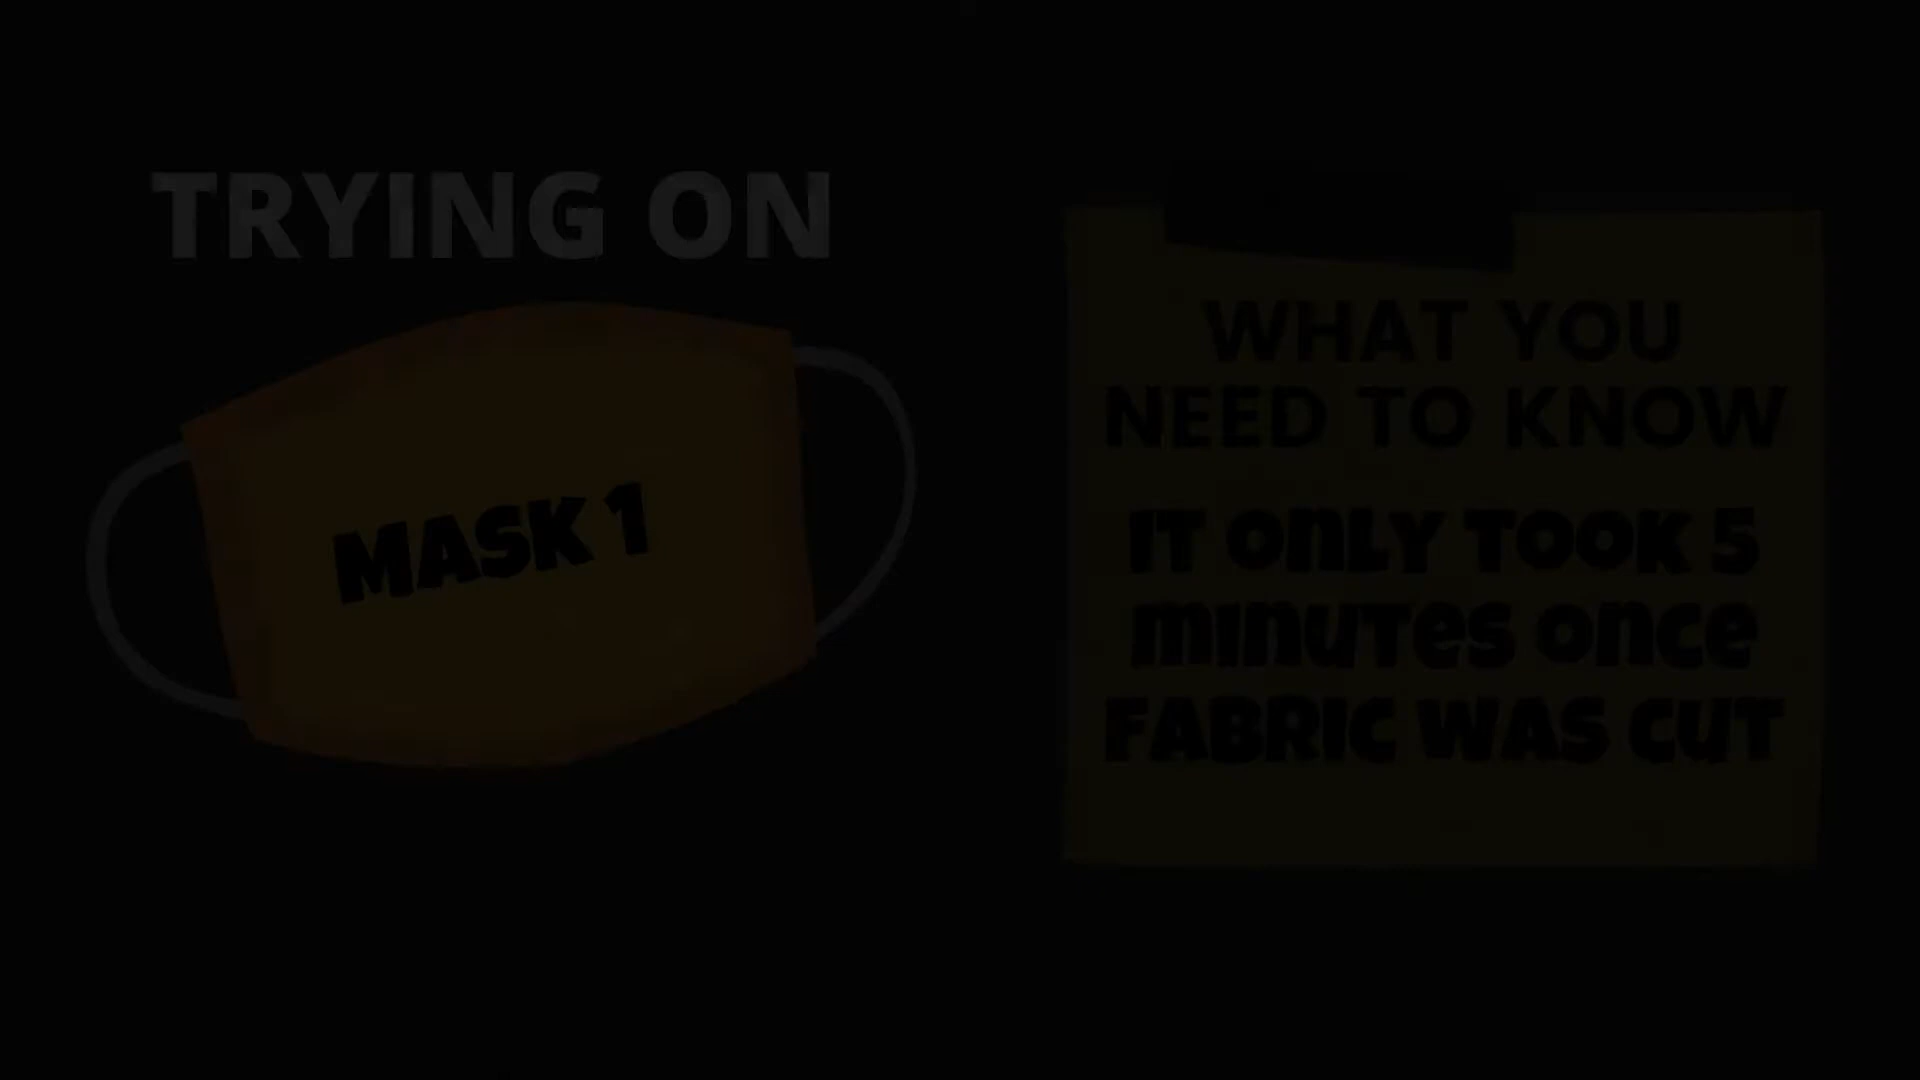 TRYING ON
MASK 1
WHAT YOU
NEED TO KNOW
IT ONLY TOOK 5
MINUTES ONCE
FABRIC WAS CUT